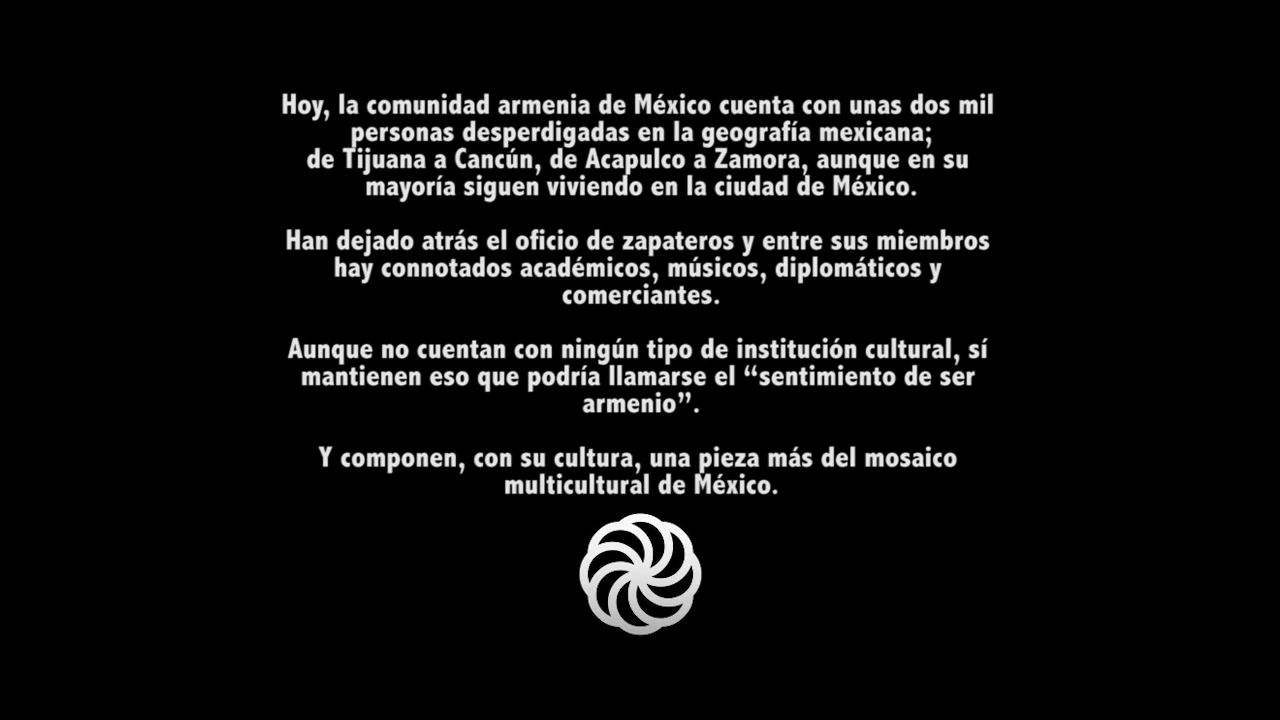 Hoy, la comunidad armenia de México cuenta con unas dos mil
personas desperdigadas en la geografía mexicana;
de Tijuana a Cancún, de Acapulco a Zamora, aunque en su
mayoría siguen viviendo en la ciudad de México.
Han dejado atrás el oficio de zapateros y entre sus miembros
hay connotados académicos, músicos, diplomáticos y
comerciantes.
Aunque no cuentan con ningún tipo de institución cultural, sí
mantienen eso que podría llamarse el “sentimiento de ser
armenio”.
Y componen, con su cultura, una pieza más del mosaico
multicultural de México.